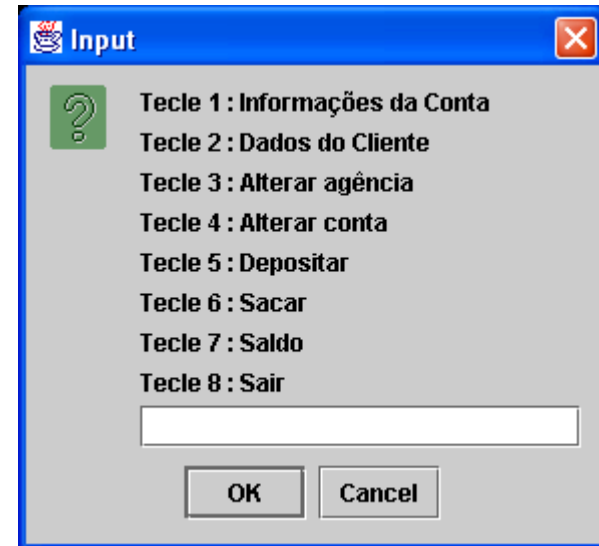 Input
Tecle 1 : Informações da Conta
Tecle 2 : Dados do Cliente
Tecle 3 : Alterar agência
Tecle 4 : Alterar conta
Tecle 5 : Depositar
Tecle 6 : Sacar
Tecle 7 : Saldo
Tecle 8 : Sair
OK Cancel